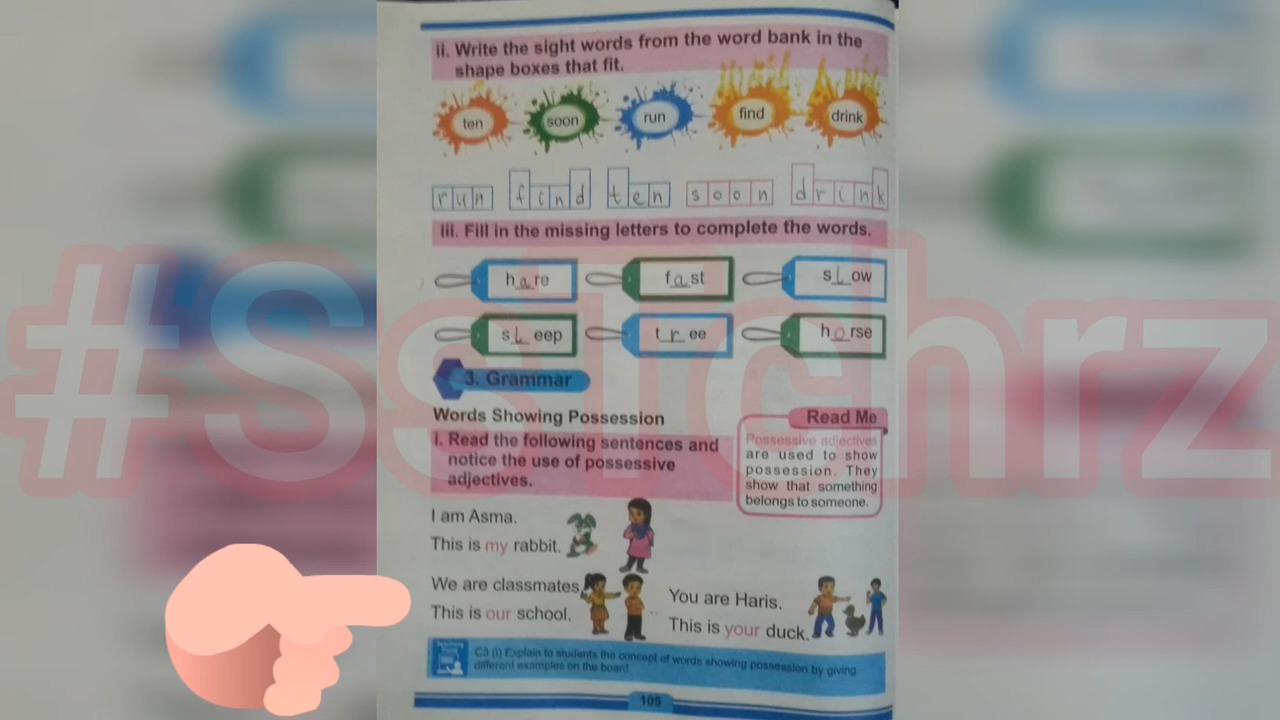 ii. Write the sight words from the word bank in the
shape boxes that fit.
ten soon run find drink
run find ten soon drink
iii. Fill in the missing letters to complete the words.
hare fast slow
sleep tree horse
3. Grammar
Words Showing Possession
i. Read the following sentences and
notice the use of possessive
adjectives.
Read Me
Possessive adjectives
are used to show
possession. They
show that something
belongs to someone.
I am Asma.
This is my rabbit.
We are classmates.
This is our school.
You are Haris.
This is your duck.
C3 (i) Explain to students the concept of words showing possession by giving
different examples on the board.
105